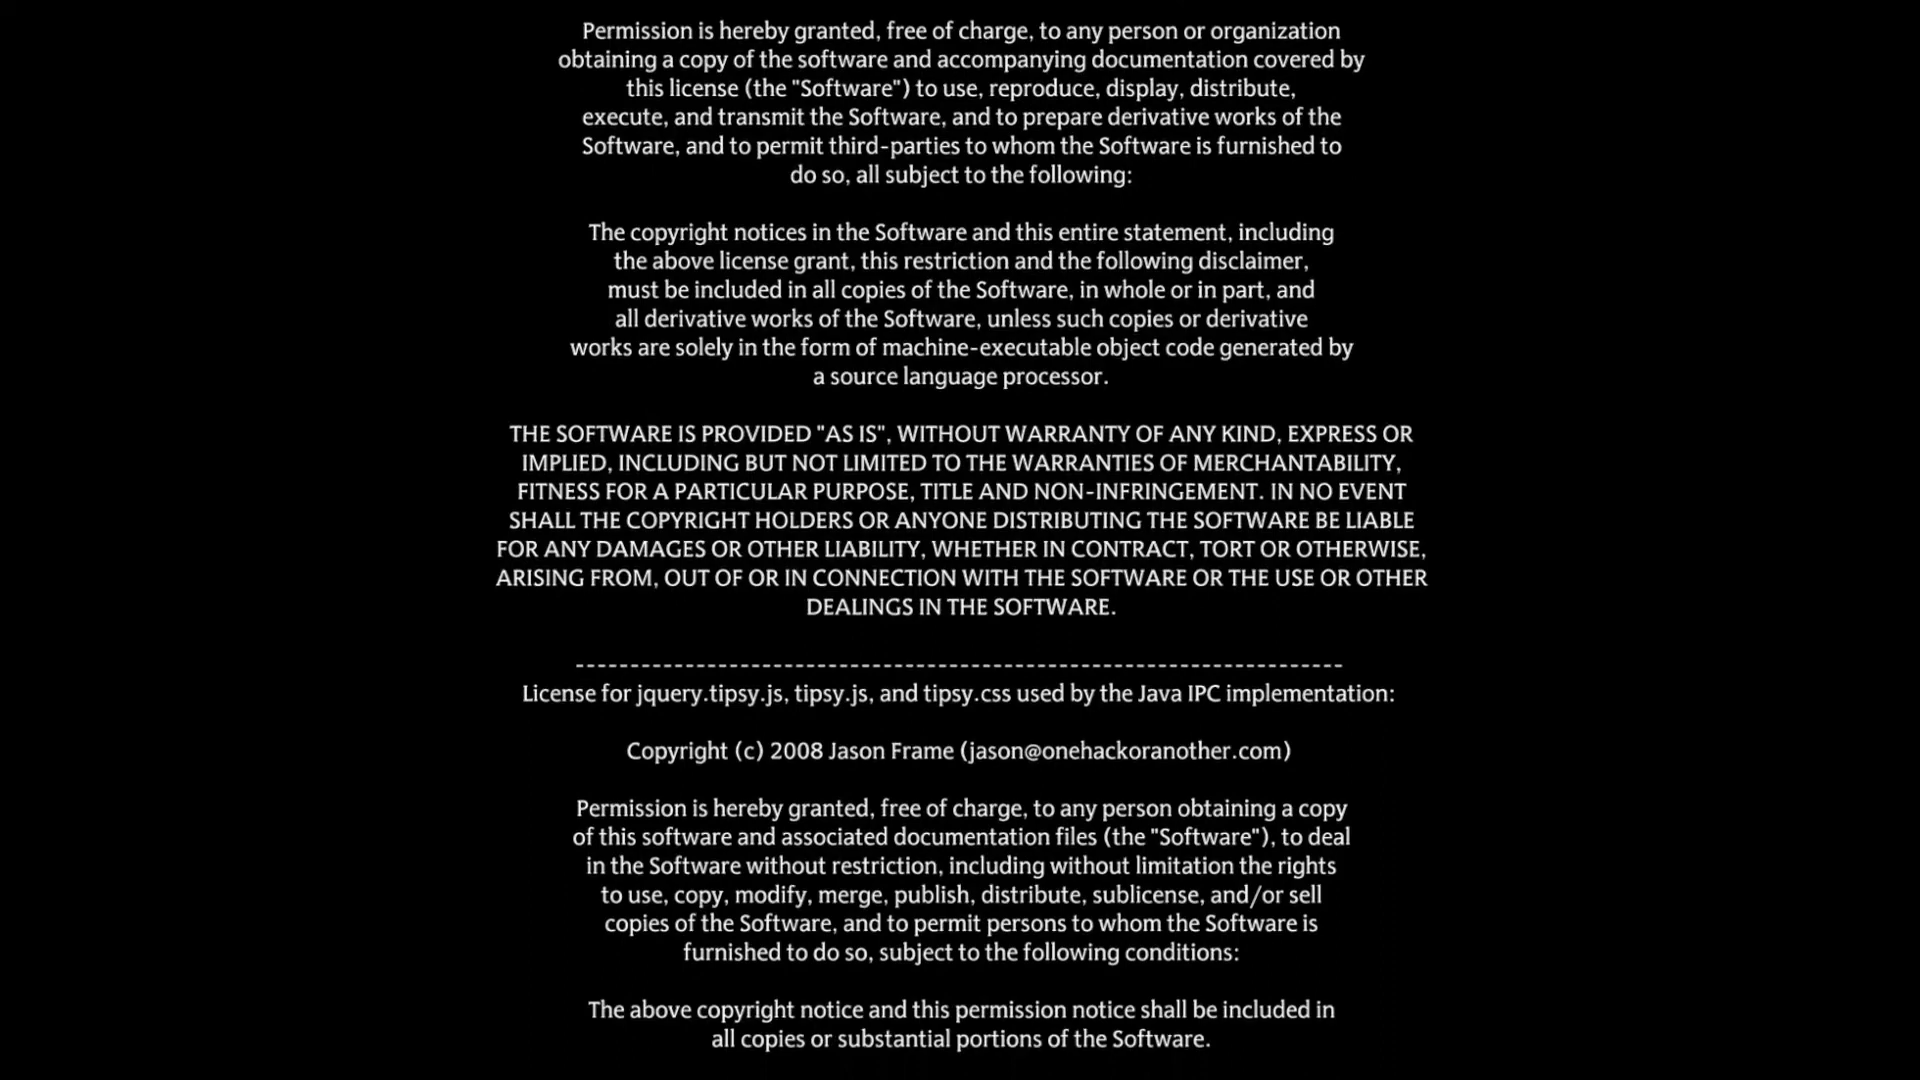 Permission is hereby granted, free of charge, to any person or organization
obtaining a copy of the software and accompanying documentation covered by
this license (the "Software") to use, reproduce, display, distribute,
execute, and transmit the Software, and to prepare derivative works of the
Software, and to permit third-parties to whom the Software is furnished to
do so, all subject to the following:
The copyright notices in the Software and this entire statement, including
the above license grant, this restriction and the following disclaimer,
must be included in all copies of the Software, in whole or in part, and
all derivative works of the Software, unless such copies or derivative
works are solely in the form of machine-executable object code generated by
a source language processor.
THE SOFTWARE IS PROVIDED "AS IS", WITHOUT WARRANTY OF ANY KIND, EXPRESS OR
IMPLIED, INCLUDING BUT NOT LIMITED TO THE WARRANTIES OF MERCHANTABILITY,
FITNESS FOR A PARTICULAR PURPOSE, TITLE AND NON-INFRINGEMENT. IN NO EVENT
SHALL THE COPYRIGHT HOLDERS OR ANYONE DISTRIBUTING THE SOFTWARE BE LIABLE
FOR ANY DAMAGES OR OTHER LIABILITY, WHETHER IN CONTRACT, TORT OR OTHERWISE,
ARISING FROM, OUT OF OR IN CONNECTION WITH THE SOFTWARE OR THE USE OR OTHER
DEALINGS IN THE SOFTWARE.
----------------------------------------------------------------------
License for jquery.tipsy.js, tipsy.js, and tipsy.css used by the Java IPC implementation:
Copyright (c) 2008 Jason Frame (jason@onehackoranother.com)
Permission is hereby granted, free of charge, to any person obtaining a copy
of this software and associated documentation files (the "Software"), to deal
in the Software without restriction, including without limitation the rights
to use, copy, modify, merge, publish, distribute, sublicense, and/or sell
copies of the Software, and to permit persons to whom the Software is
furnished to do so, subject to the following conditions:
The above copyright notice and this permission notice shall be included in
all copies or substantial portions of the Software.